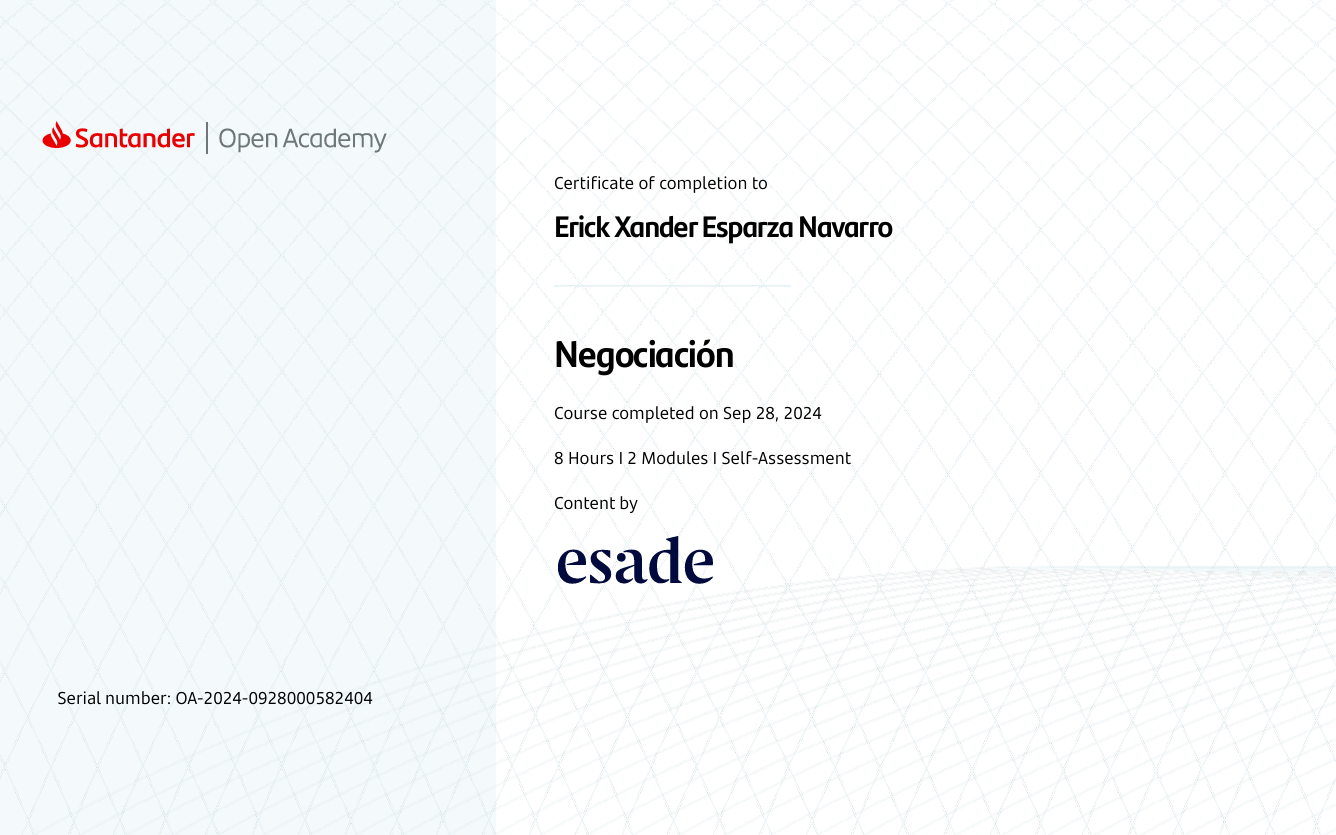 Santander | Open Academy
Certificate of completion to
Erick Xander Esparza Navarro
Negociación
Course completed on Sep 28, 2024
8 Hours I 2 Modules I Self-Assessment
Content by
esade
Serial number: OA-2024-0928000582404